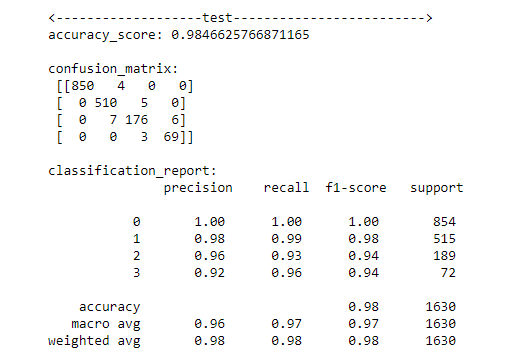 <-------------------test------------------------->
accuracy_score: 0.9846625766871165
confusion_matrix:
[[850   4   0   0]
[  0 510   5   0]
[  0   7 176   6]
[  0   0   3  69]]
classification_report:
precision    recall  f1-score   support
0       1.00      1.00      1.00       854
1       0.98      0.99      0.98       515
2       0.96      0.93      0.94       189
3       0.92      0.96      0.94        72
accuracy                           0.98      1630
macro avg       0.96      0.97      0.97      1630
weighted avg       0.98      0.98      0.98      1630